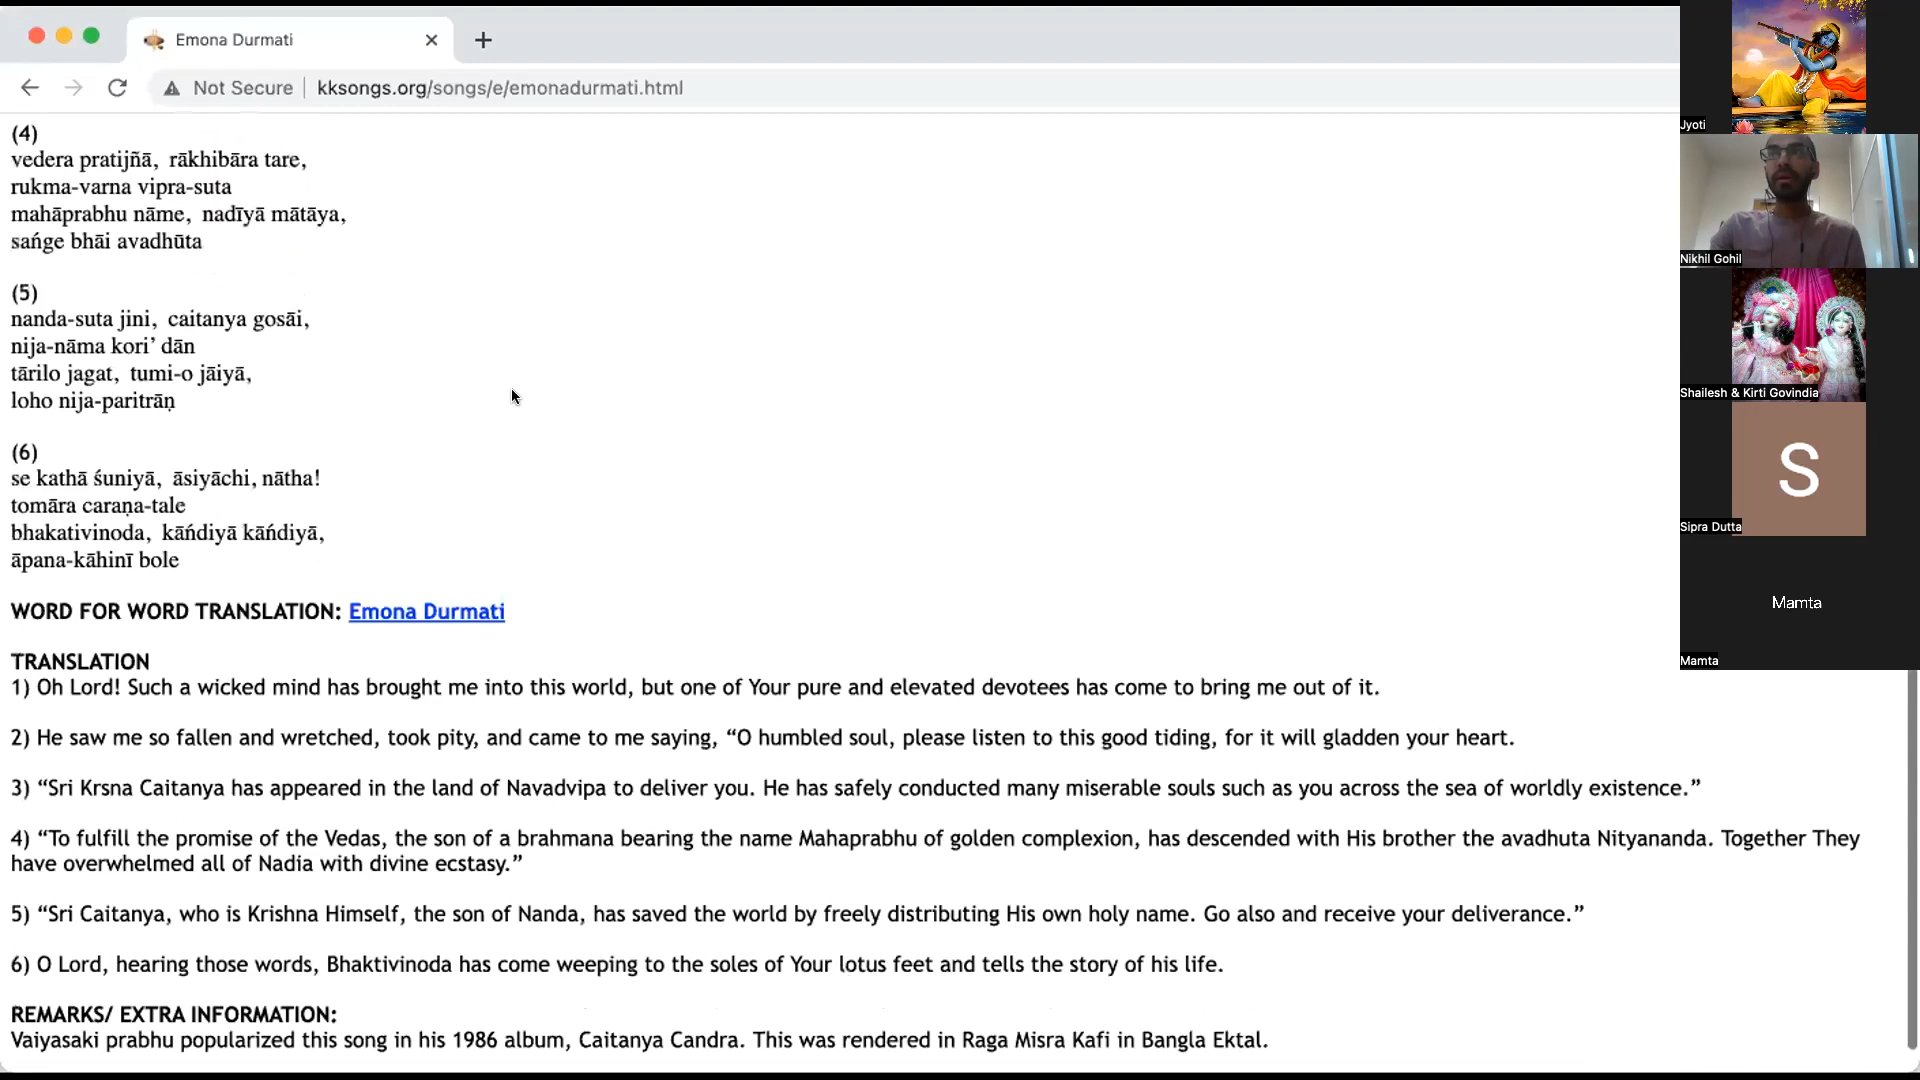 Emona Durmati
Not Secure
kksongs.org/songs/e/emonadurmati.html
(4)
vedera pratijñā, rākhibāra tare,
rukma-varna vipra-suta
mahāprabhu nāme, nadīyā mātāya,
sańge bhāi avadhūta
(5)
nanda-suta jini, caitanya gosāi,
nija-nāma kori’ dān
tārilo jagat, tumi-o jāiyā,
loho nija-paritrāṇ
(6)
se kathā śuniyā, āsiyāchi, nātha!
tomāra caraṇa-tale
bhakativinoda, kāńdiyā kāńdiyā,
āpana-kāhinī bole
WORD FOR WORD TRANSLATION: Emona Durmati
TRANSLATION
1) Oh Lord! Such a wicked mind has brought me into this world, but one of Your pure and elevated devotees has come to bring me out of it.
2) He saw me so fallen and wretched, took pity, and came to me saying, “O humbled soul, please listen to this good tiding, for it will gladden your heart.
3) “Sri Krsna Caitanya has appeared in the land of Navadvipa to deliver you. He has safely conducted many miserable souls such as you across the sea of worldly existence.”
4) “To fulfill the promise of the Vedas, the son of a brahmana bearing the name Mahaprabhu of golden complexion, has descended with His brother the avadhuta Nityananda. Together They
have overwhelmed all of Nadia with divine ecstasy.”
5) “Sri Caitanya, who is Krishna Himself, the son of Nanda, has saved the world by freely distributing His own holy name. Go also and receive your deliverance.”
6) O Lord, hearing those words, Bhaktivinoda has come weeping to the soles of Your lotus feet and tells the story of his life.
REMARKS/ EXTRA INFORMATION:
Vaiyasaki prabhu popularized this song in his 1986 album, Caitanya Candra. This was rendered in Raga Misra Kafi in Bangla Ektal.
Jyoti
Nikhil Gohil
Shailesh & Kirti Govindia
S
Sipra Dutta
Mamta
Mamta